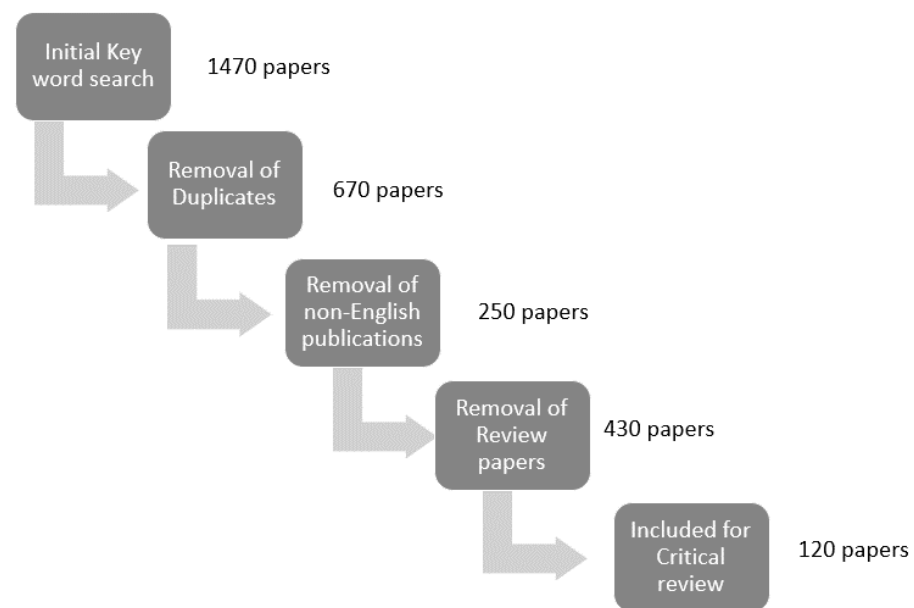 Initial Key
word search
1470 papers
Removal of
Duplicates
670 papers
Removal of
non-English
publications
250 papers
Removal of
Review
papers
430 papers
Included for
Critical
review
120 papers